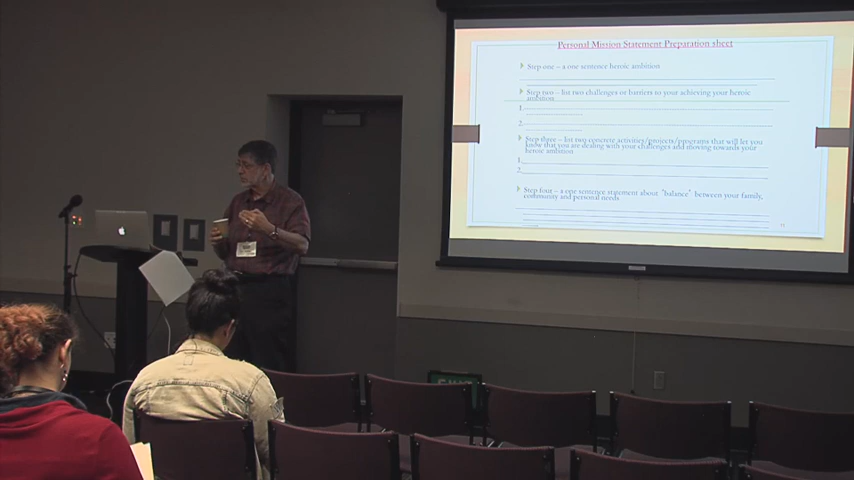 Personal Mission Statement Preparation sheet
Step one – a one sentence heroic ambition
Step two – list two challenges or barriers to your achieving your heroic
ambition
1.
2.
Step three – list two concrete activities/projects/programs that will let you
know that you are dealing with your challenges and moving towards your
heroic ambition
1.
2.
Step four – a one sentence statement about "balance" between your family,
community and personal needs